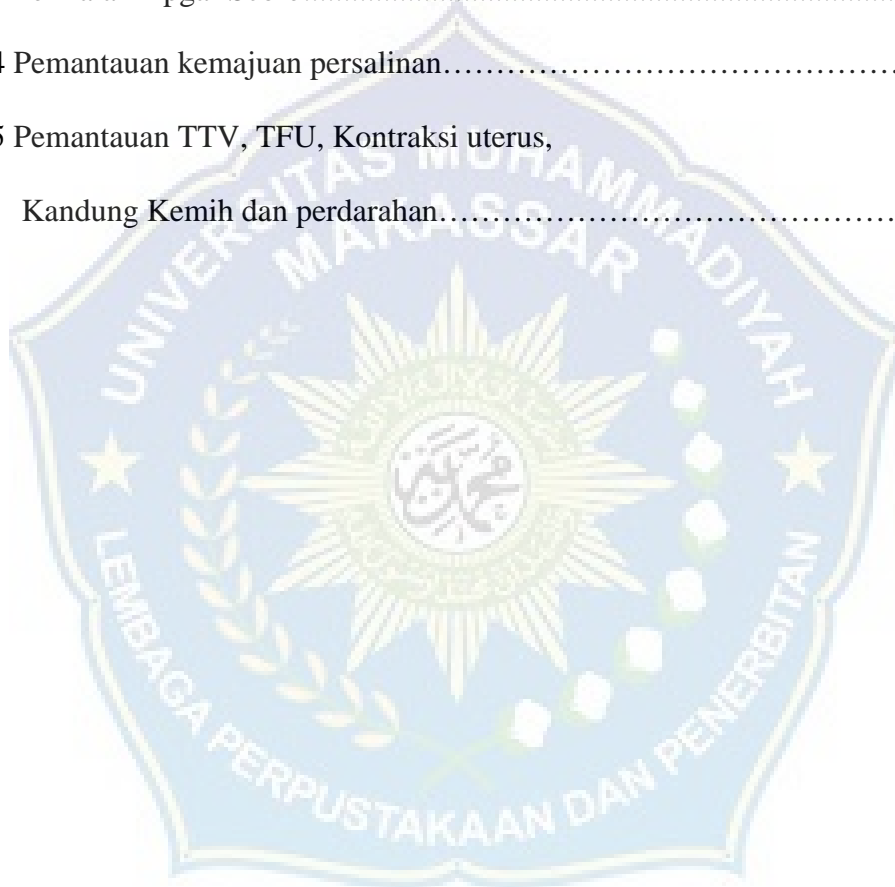 4 Pemantauan kemajuan persalinan……………………………………
5 Pemantauan TTV, TFU, Kontraksi uterus,
Kandung Kemih dan perdarahan……………………………………
UNIVERSITAS MUHAMMADIYAH
MAKASSAR
LEMBAGA PERPUSTAKAAN DAN PENERBITAN